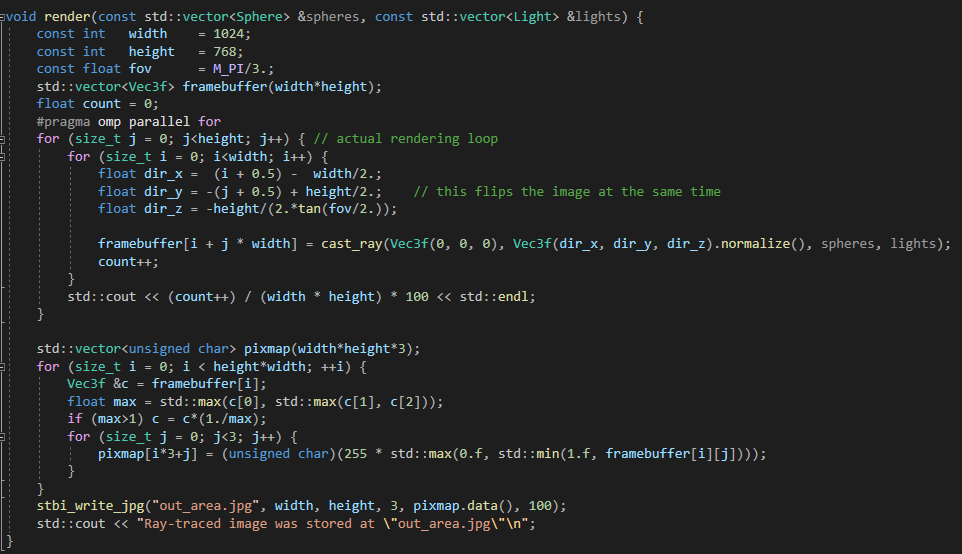 void render(const std::vector<Sphere> &spheres, const std::vector<Light> &lights) {
    const int   width    = 1024;
    const int   height   = 768;
    const float fov      = M_PI/3.;
    std::vector<Vec3f> framebuffer(width*height);
    float count = 0;
    #pragma omp parallel for
    for (size_t j = 0; j<height; j++) { // actual rendering loop
        for (size_t i = 0; i<width; i++) {
            float dir_x =  (i + 0.5) -  width/2.;
            float dir_y = -(j + 0.5) + height/2.;    // this flips the image at the same time
            float dir_z = -height/(2.*tan(fov/2.));

            framebuffer[i + j * width] = cast_ray(Vec3f(0, 0, 0), Vec3f(dir_x, dir_y, dir_z).normalize(), spheres, lights);
            count++;
        }
        std::cout << (count++) / (width * height) * 100 << std::endl;
    }

    std::vector<unsigned char> pixmap(width*height*3);
    for (size_t i = 0; i < height*width; ++i) {
        Vec3f &c = framebuffer[i];
        float max = std::max(c[0], std::max(c[1], c[2]));
        if (max>1) c = c*(1./max);
        for (size_t j = 0; j<3; j++) {
            pixmap[i*3+j] = (unsigned char)(255 * std::max(0.f, std::min(1.f, framebuffer[i][j])));
        }
    }
    stbi_write_jpg("out_area.jpg", width, height, 3, pixmap.data(), 100);
    std::cout << "Ray-traced image was stored at \"out_area.jpg\"\n";
}